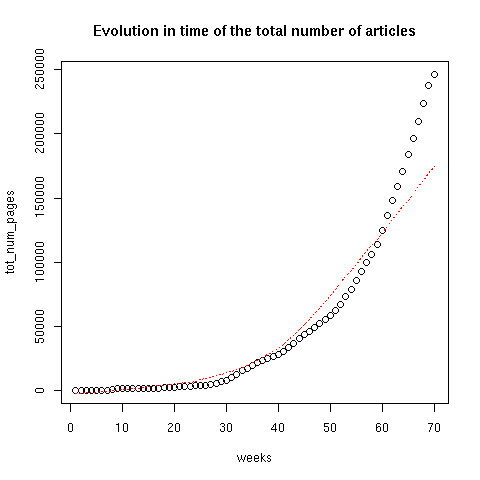 Evolution in time of the total number of articles
tot_num_pages
250000
200000
150000
100000
50000
0
0 10 20 30 40 50 60 70
weeks